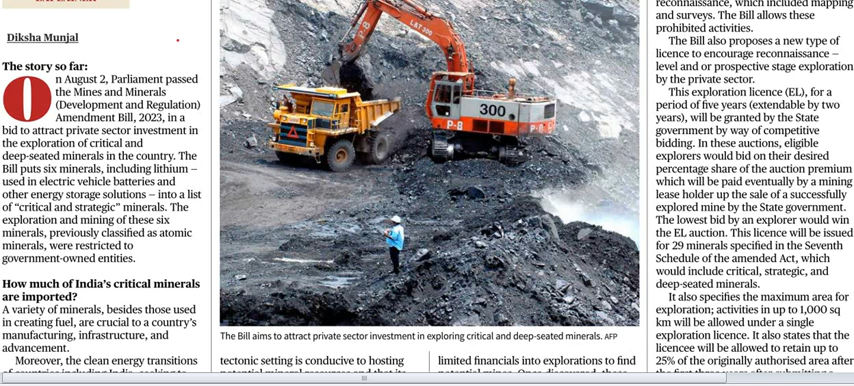 Diksha Munjal
The story so far:
On August 2, Parliament passed
the Mines and Minerals
(Development and Regulation)
Amendment Bill, 2023, in a
bid to attract private sector investment in
the exploration of critical and
deep-seated minerals in the country. The
Bill puts six minerals, including lithium –
used in electric vehicle batteries and
other energy storage solutions – into a list
of “critical and strategic” minerals. The
exploration and mining of these six
minerals, previously classified as atomic
minerals, were restricted to
government-owned entities.
How much of India’s critical minerals
are imported?
A variety of minerals, besides those used
in creating fuel, are crucial to a country’s
manufacturing, infrastructure, and
advancement.
Moreover, the clean energy transitions
L&T 300
300
P-8
P-8
The Bill aims to attract private sector investment in exploring critical and deep-seated minerals. AFP
tectonic setting is conducive to hosting
limited financials into explorations to find
reconnaissance, which included mapping
and surveys. The Bill allows these
prohibited activities.
The Bill also proposes a new type of
licence to encourage reconnaissance –
level and or prospective stage exploration
by the private sector.
This exploration licence (EL), for a
period of five years (extendable by two
years), will be granted by the State
government by way of competitive
bidding. In these auctions, eligible
explorers would bid on their desired
percentage share of the auction premium
which will be paid eventually by a mining
lease holder up the sale of a successfully
explored mine by the State government.
The lowest bid by an explorer would win
the EL auction. This licence will be issued
for 29 minerals specified in the Seventh
Schedule of the amended Act, which
would include critical, strategic, and
deep-seated minerals.
It also specifies the maximum area for
exploration; activities in up to 1,000 sq
km will be allowed under a single
exploration licence. It also states that the
licencee will be allowed to retain up to
25% of the original authorised area after